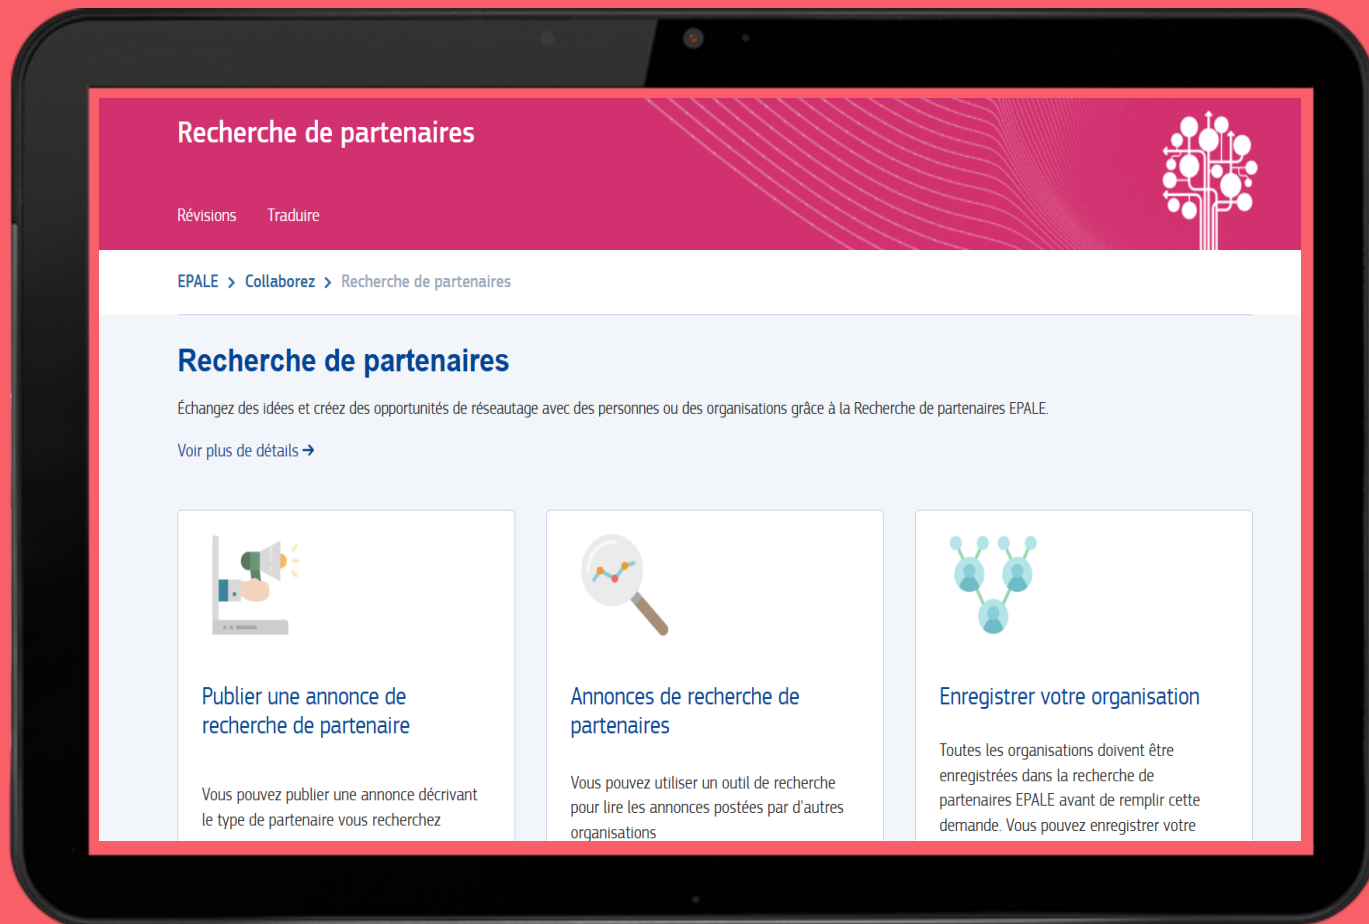 Recherche de partenaires
Révisions Traduire
EPALE > Collaborez > Recherche de partenaires
Recherche de partenaires
Échangez des idées et créez des opportunités de réseautage avec des personnes ou des organisations grâce à la Recherche de partenaires EPALE.
Voir plus de détails →
Publier une annonce de
recherche de partenaire
Vous pouvez publier une annonce décrivant
le type de partenaire vous recherchez
Annonces de recherche de
partenaires
Vous pouvez utiliser un outil de recherche
pour lire les annonces postées par d'autres
organisations
Enregistrer votre organisation
Toutes les organisations doivent être
enregistrées dans la recherche de
partenaires EPALE avant de remplir cette
demande. Vous pouvez enregistrer votre